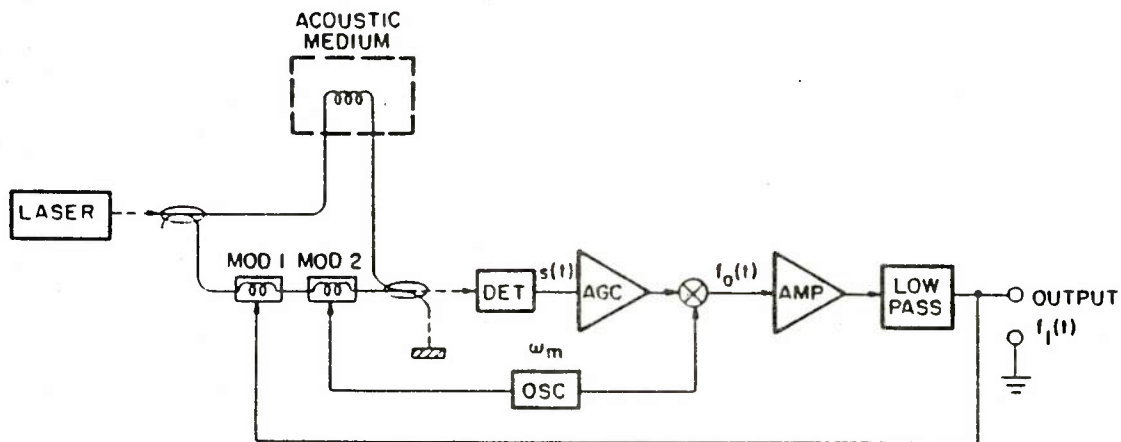 ACOUSTIC
MEDIUM
LASER
MOD 1 MOD 2
DET
s(t)
AGC
f₀(t)
AMP
LOW
PASS
OUTPUT
f₁(t)
ωm
OSC